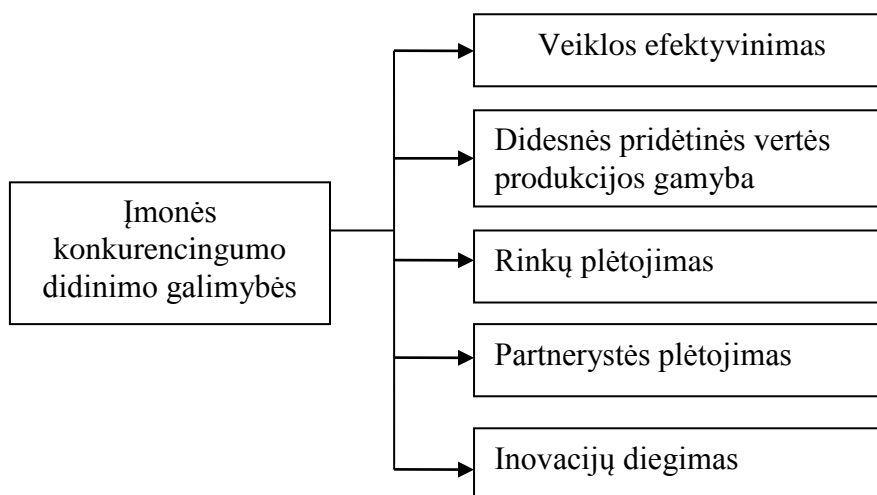 Įmonės
konkurencingumo
didinimo galimybės
Veiklos efektyvinimas
Didesnės pridėtinės vertės
produkcijos gamyba
Rinkų plėtojimas
Partnerystės plėtojimas
Inovacijų diegimas